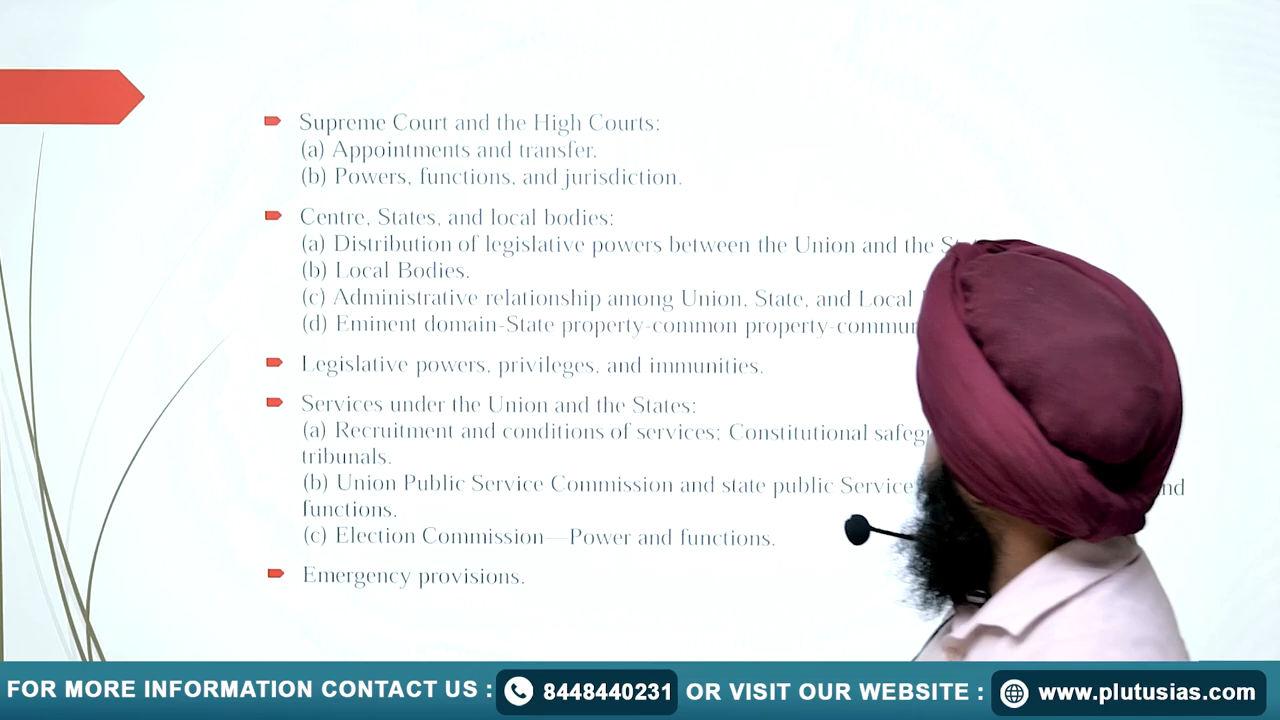 Supreme Court and the High Courts:
(a) Appointments and transfer.
(b) Powers, functions, and jurisdiction.
Centre, States, and local bodies:
(a) Distribution of legislative powers between the Union and the
(b) Local Bodies.
(c) Administrative relationship among Union, State, and Local
(d) Eminent domain-State property-common property-
Legislative powers, privileges, and immunities.
Services under the Union and the States:
(a) Recruitment and conditions of services; Constitutional
tribunals.
(b) Union Public Service Commission and state public Service
functions.
(c) Election Commission—Power and functions.
Emergency provisions.
FOR MORE INFORMATION CONTACT US : 8448440231 OR VISIT OUR WEBSITE : www.plutusias.com